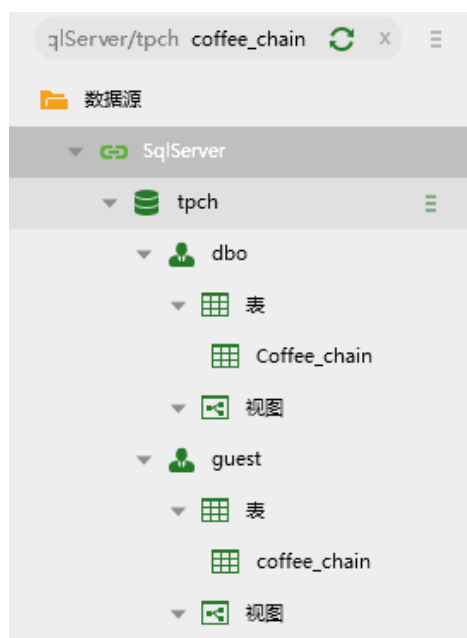 qlServer/tpch coffee_chain x
数据源
SqlServer
tpch
dbo
表
Coffee_chain
视图
guest
表
coffee_chain
视图